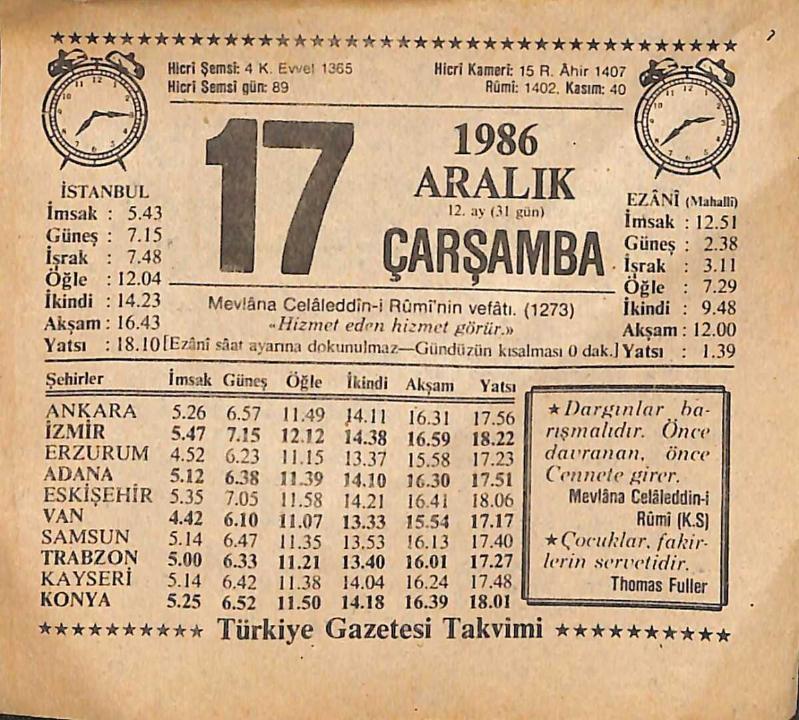 Hicrî Şemsî: 4 K. Evvel 1365
Hicrî Şemsî gün: 89
Hicrî Kamerî: 15 R. Âhir 1407
Rûmi: 1402, Kasım: 40
17
1986
ARALIK
12. ay (31 gün)
ÇARŞAMBA
İSTANBUL
İmsak : 5.43
Güneş : 7.15
İşrak : 7.48
Öğle : 12.04
İkindi : 14.23
Akşam : 16.43
Yatsı : 18.10
EZÂNÎ (Mahallî)
İmsak : 12.51
Güneş : 2.38
İşrak : 3.11
Öğle : 7.29
İkindi : 9.48
Akşam : 12.00
Yatsı : 1.39
Mevlâna Celâleddîn-i Rûmî'nin vefâtı. (1273)
«Hizmet eden hizmet görür.»
[Ezânî sâat ayarına dokunulmaz—Gündüzün kısalması 0 dak.]
Şehirler İmsak Güneş Öğle İkindi Akşam Yatsı
ANKARA 5.26 6.57 11.49 14.11 16.31 17.56
İZMİR 5.47 7.15 12.12 14.38 16.59 18.22
ERZURUM 4.52 6.23 11.15 13.37 15.58 17.23
ADANA 5.12 6.38 11.39 14.10 16.30 17.51
ESKİŞEHİR 5.35 7.05 11.58 14.21 16.41 18.06
VAN 4.42 6.10 11.07 13.33 15.54 17.17
SAMSUN 5.14 6.47 11.35 13.53 16.13 17.40
TRABZON 5.00 6.33 11.21 13.40 16.01 17.27
KAYSERİ 5.14 6.42 11.38 14.04 16.24 17.48
KONYA 5.25 6.52 11.50 14.18 16.39 18.01
★Dargınlar ba-
rışmalıdır. Önce
davranan, önce
Cennete girer.
Mevlâna Celâleddin-i
Rûmî (K.S)
★Çocuklar, fakir-
lerin servetidir.
Thomas Fuller
Türkiye Gazetesi Takvimi